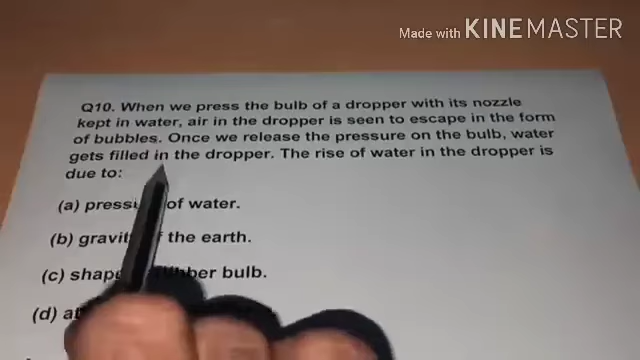 Made with KINEMASTER
Q10. When we press the bulb of a dropper with its nozzle
kept in water, air in the dropper is seen to escape in the form
of bubbles. Once we release the pressure on the bulb, water
gets filled in the dropper. The rise of water in the dropper is
due to:
(a) press of water.
(b) gravit the earth.
(c) shap bulb.
(d)